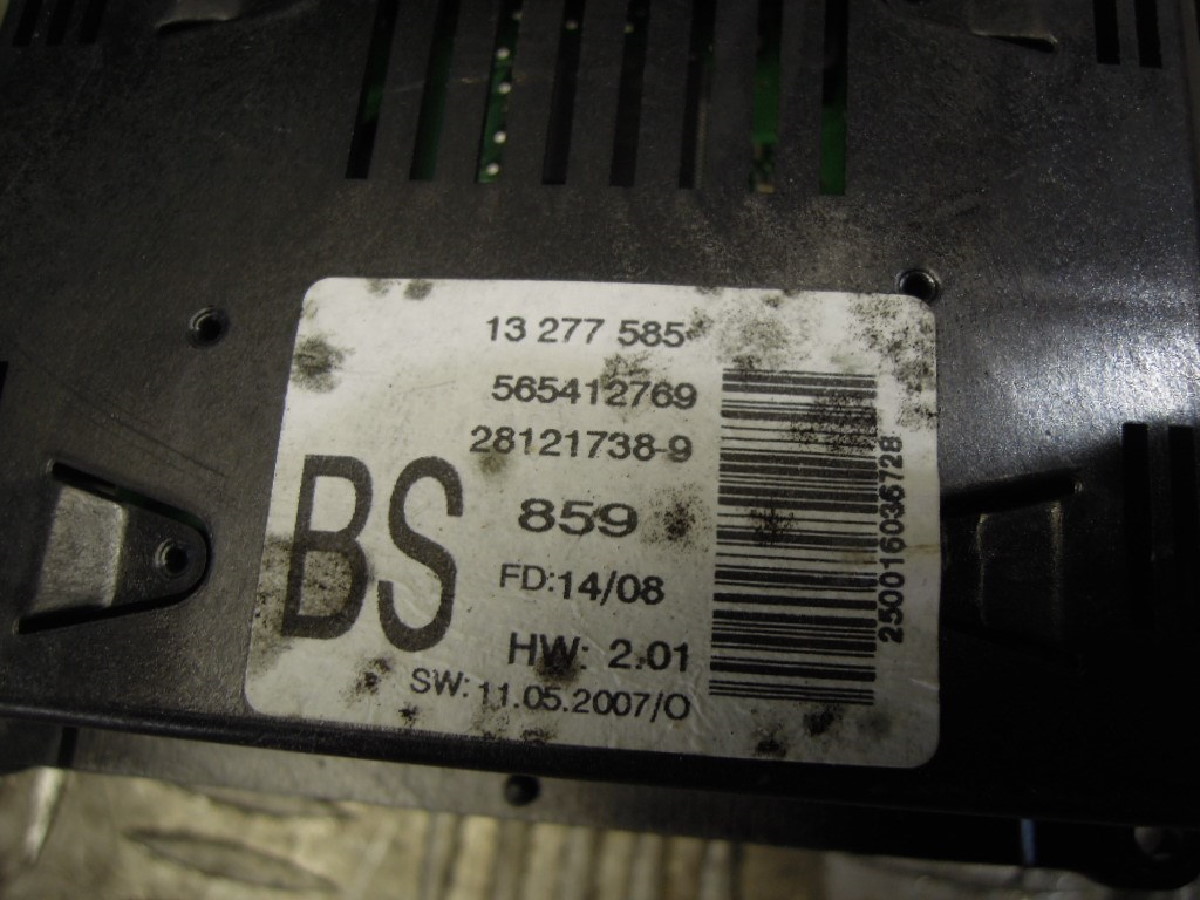 13 277 585
565412769
28121738-9
BS
859
FD:14/08
HW: 2.01
SW: 11.05.2007/O
250016036728